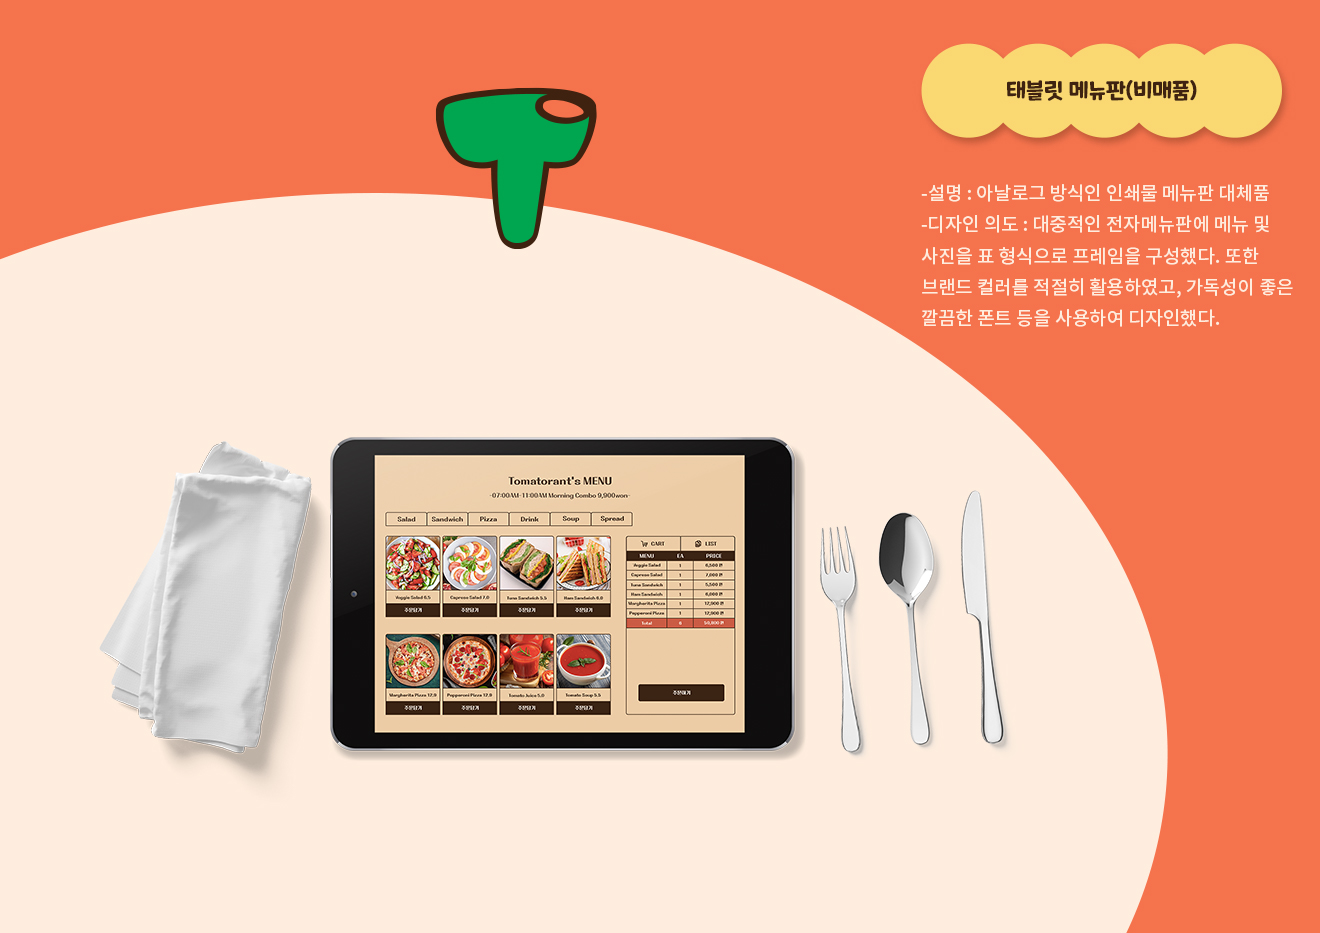 태블릿 메뉴판(비매품)
-설명 : 아날로그 방식인 인쇄물 메뉴판 대체품
-디자인 의도 : 대중적인 전자메뉴판에 메뉴 및
사진을 표 형식으로 프레임을 구성했다. 또한
브랜드 컬러를 적절히 활용하였고, 가독성이 좋은
깔끔한 폰트 등을 사용하여 디자인했다.
Tomatorant's MENU
-07:00AM-11:00AM Morning Combo 9,900won-
Salad Sandwich Pizza Drink Soup Spread
CART LIST
MENU EA PRICE
Veggie Salad 1 6,500 원
Caprese Salad 1 7,000 원
Tuna Sandwich 1 5,500 원
Ham Sandwich 1 6,000 원
Margherita Pizza 1 12,900 원
Pepperoni Pizza 1 12,900 원
Total 6 50,800 원
Veggie Salad 6.5 Caprese Salad 7.0 Tuna Sandwich 5.5 Ham Sandwich 6.0
주문담기 주문담기 주문담기 주문담기
Margherita Pizza 12.9 Pepperoni Pizza 12.9 Tomato Juice 5.0 Tomato Soup 5.5
주문담기 주문담기 주문담기 주문담기
주문하기